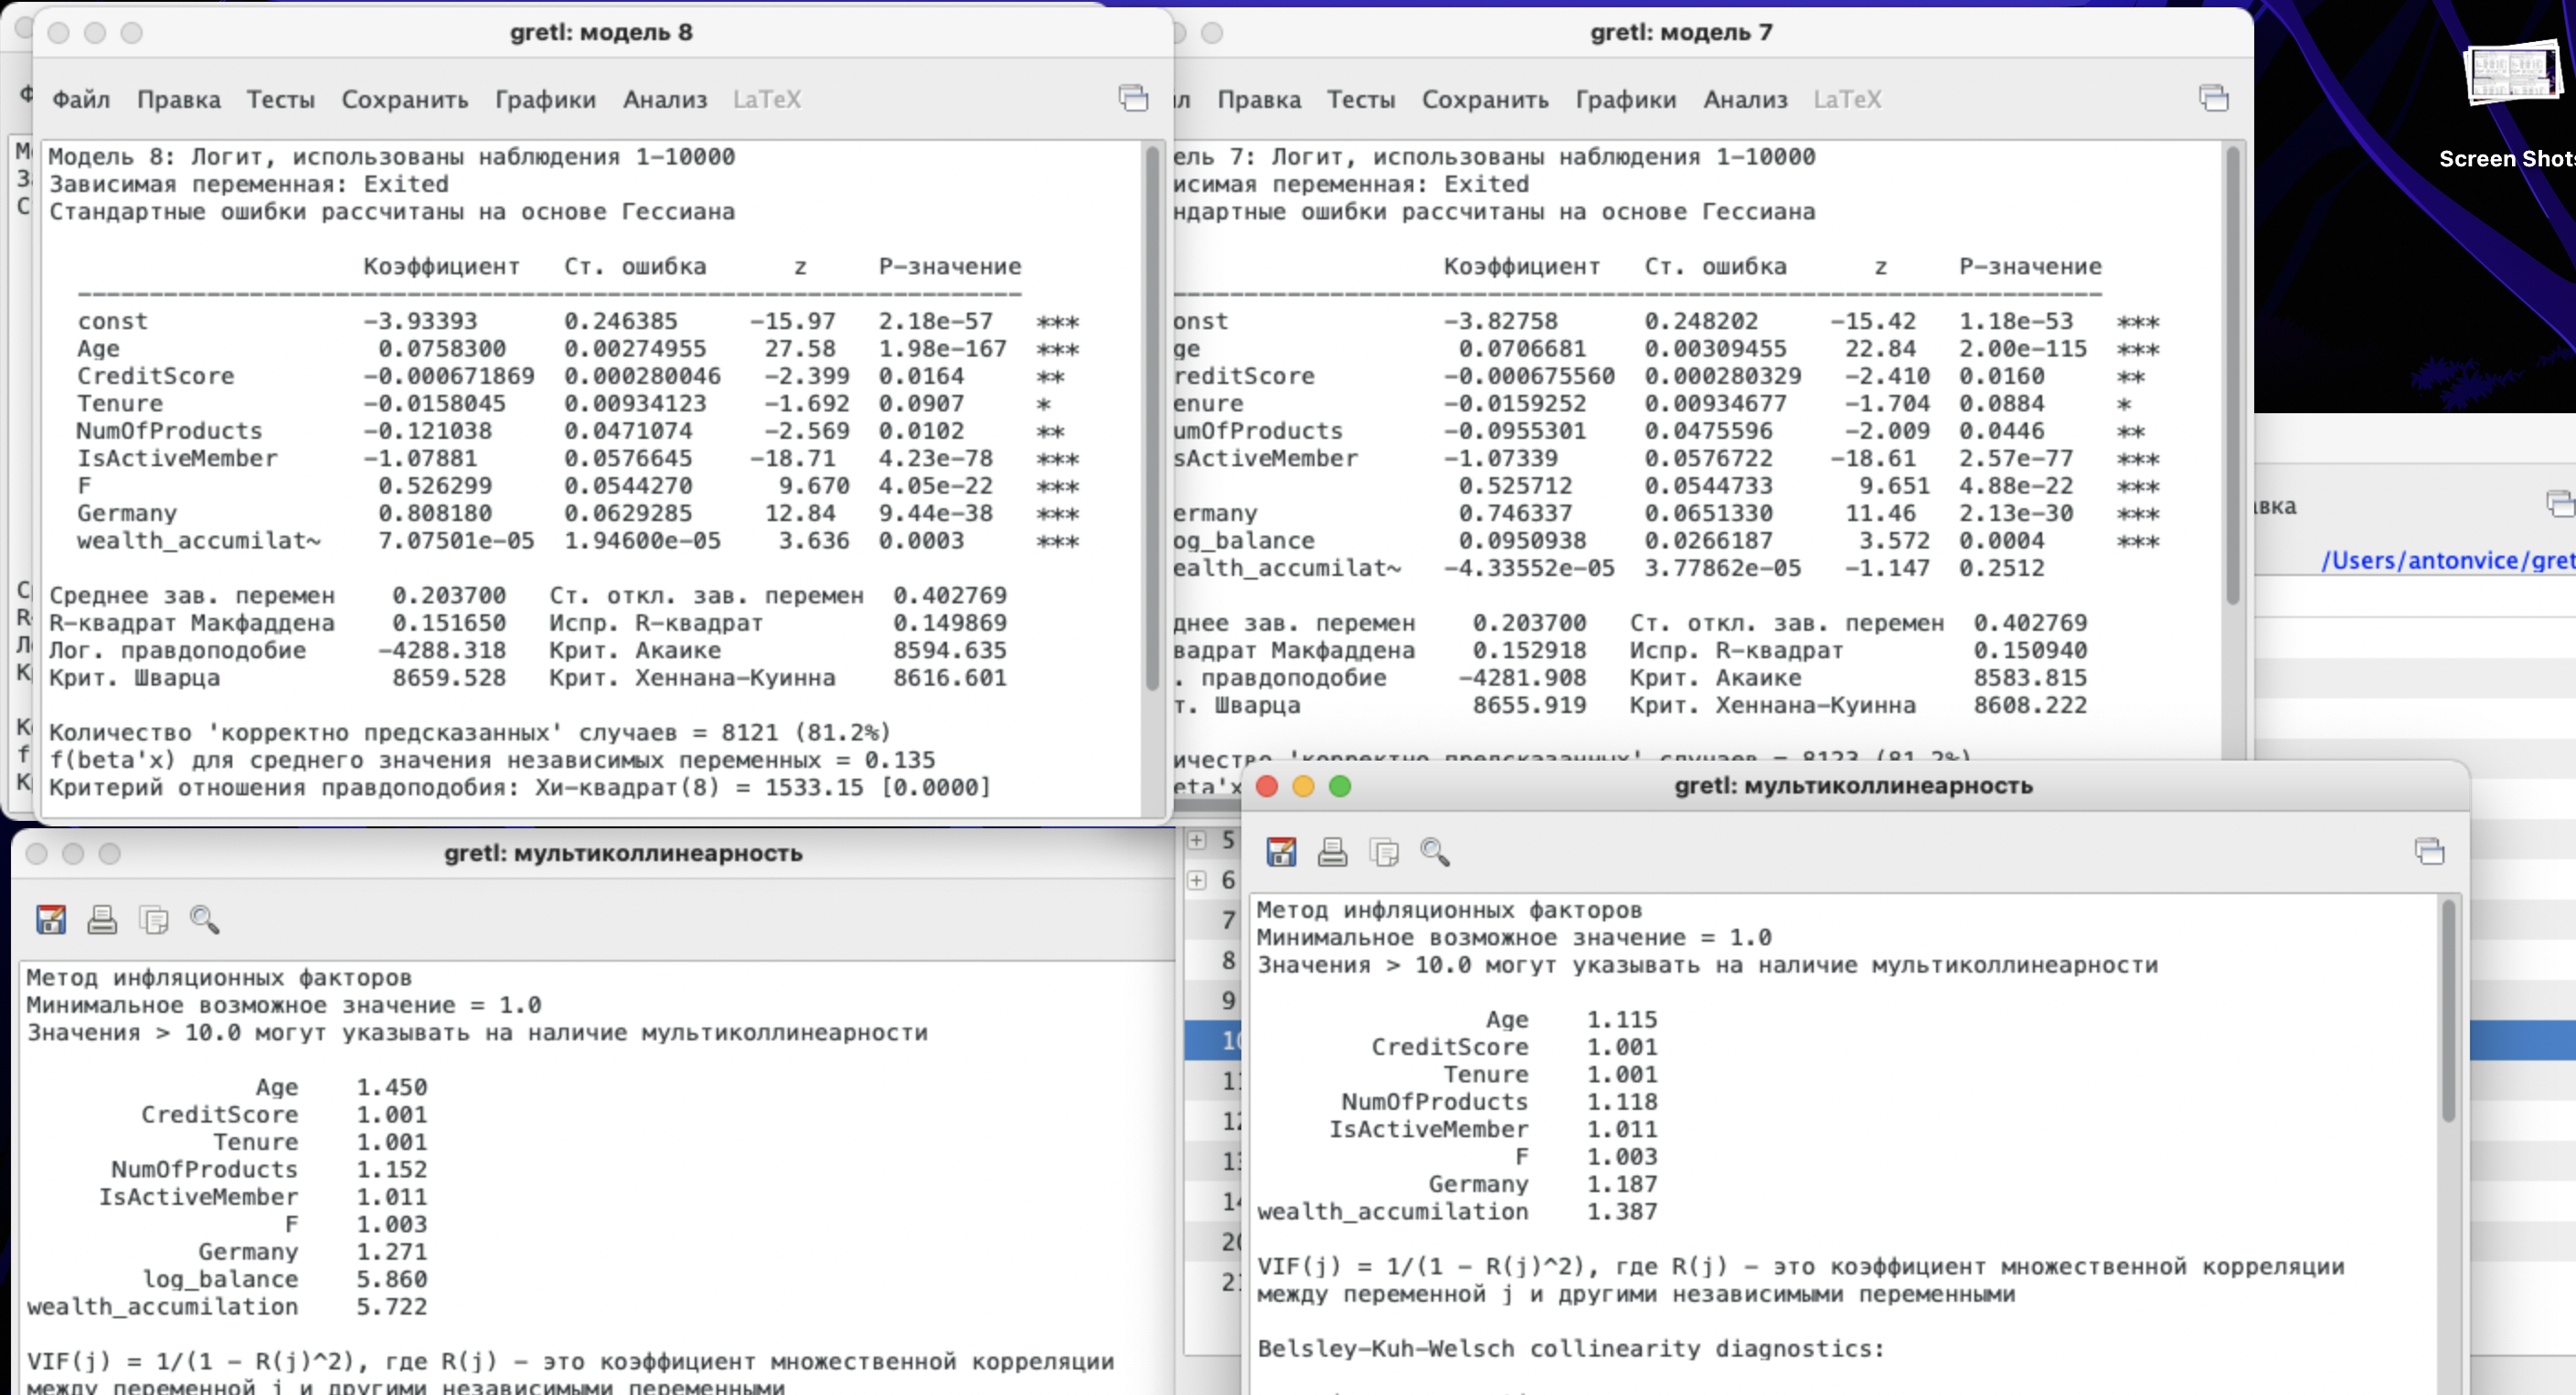 gretl: модель 8
Файл Правка Тесты Сохранить Графики Анализ LaTeX
Модель 8: Логит, использованы наблюдения 1-10000
Зависимая переменная: Exited
Стандартные ошибки рассчитаны на основе Гессиана
Коэффициент Ст. ошибка z P-значение
const -3.93393 0.246385 -15.97 2.18e-57 ***
Age 0.0758300 0.00274955 27.58 1.98e-167 ***
CreditScore -0.000671869 0.000280046 -2.399 0.0164 **
Tenure -0.0158045 0.00934123 -1.692 0.0907 *
NumOfProducts -0.121038 0.0471074 -2.569 0.0102 **
IsActiveMember -1.07881 0.0576645 -18.71 4.23e-78 ***
F 0.526299 0.0544270 9.670 4.05e-22 ***
Germany 0.808180 0.0629285 12.84 9.44e-38 ***
wealth_accumilat~ 7.07501e-05 1.94600e-05 3.636 0.0003 ***
Среднее зав. перемен 0.203700 Ст. откл. зав. перемен 0.402769
R-квадрат Макфаддена 0.151650 Испр. R-квадрат 0.149869
Лог. правдоподобие -4288.318 Крит. Акаике 8594.635
Крит. Шварца 8659.528 Крит. Хеннана-Куинна 8616.601
Количество 'корректно предсказанных' случаев = 8121 (81.2%)
f(beta'x) для среднего значения независимых переменных = 0.135
Критерий отношения правдоподобия: Хи-квадрат(8) = 1533.15 [0.0000]
gretl: модель 7
л Правка Тесты Сохранить Графики Анализ LaTeX
ель 7: Логит, использованы наблюдения 1-10000
исимая переменная: Exited
ндартные ошибки рассчитаны на основе Гессиана
Коэффициент Ст. ошибка z P-значение
onst -3.82758 0.248202 -15.42 1.18e-53 ***
ge 0.0706681 0.00309455 22.84 2.00e-115 ***
reditScore -0.000675560 0.000280329 -2.410 0.0160 **
enure -0.0159252 0.00934677 -1.704 0.0884 *
umOfProducts -0.0955301 0.0475596 -2.009 0.0446 **
sActiveMember -1.07339 0.0576722 -18.61 2.57e-77 ***
0.525712 0.0544733 9.651 4.88e-22 ***
ermany 0.746337 0.0651330 11.46 2.13e-30 ***
og_balance 0.0950938 0.0266187 3.572 0.0004 ***
ealth_accumilat~ -4.33552e-05 3.77862e-05 -1.147 0.2512
днее зав. перемен 0.203700 Ст. откл. зав. перемен 0.402769
вадрат Макфаддена 0.152918 Испр. R-квадрат 0.150940
. правдоподобие -4281.908 Крит. Акаике 8583.815
т. Шварца 8655.919 Крит. Хеннана-Куинна 8608.222
ичество 'корректно предсказанных' случаев = 8123 (81.2%)
eta'x
Screen Shots
авка
/Users/antonvice/gret
gretl: мультиколлинеарность
Метод инфляционных факторов
Минимальное возможное значение = 1.0
Значения > 10.0 могут указывать на наличие мультиколлинеарности
Age 1.450
CreditScore 1.001
Tenure 1.001
NumOfProducts 1.152
IsActiveMember 1.011
F 1.003
Germany 1.271
log_balance 5.860
wealth_accumilation 5.722
VIF(j) = 1/(1 - R(j)^2), где R(j) - это коэффициент множественной корреляции
между переменной j и другими независимыми переменными
5
6
7
8
9
10
11
12
13
14
20
21
gretl: мультиколлинеарность
Метод инфляционных факторов
Минимальное возможное значение = 1.0
Значения > 10.0 могут указывать на наличие мультиколлинеарности
Age 1.115
CreditScore 1.001
Tenure 1.001
NumOfProducts 1.118
IsActiveMember 1.011
F 1.003
Germany 1.187
wealth_accumilation 1.387
VIF(j) = 1/(1 - R(j)^2), где R(j) - это коэффициент множественной корреляции
между переменной j и другими независимыми переменными
Belsley-Kuh-Welsch collinearity diagnostics: